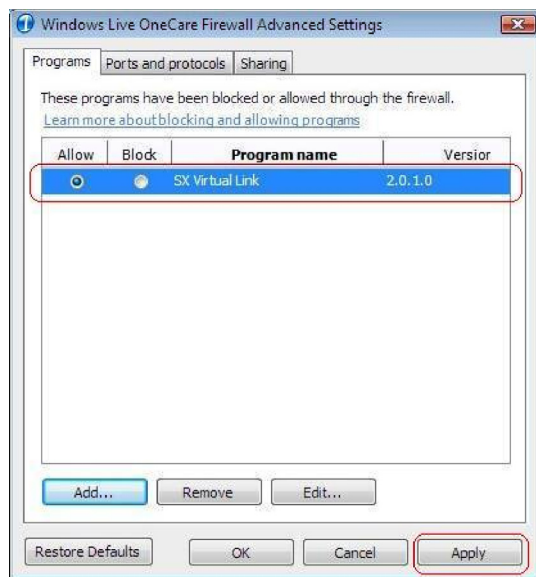 Windows Live OneCare Firewall Advanced Settings
Programs Ports and protocols Sharing
These programs have been blocked or allowed through the firewall.
Learn more about blocking and allowing programs
Allow Block Program name Versior
SX Virtual Link 2.0.1.0
Add... Remove Edit...
Restore Defaults OK Cancel Apply